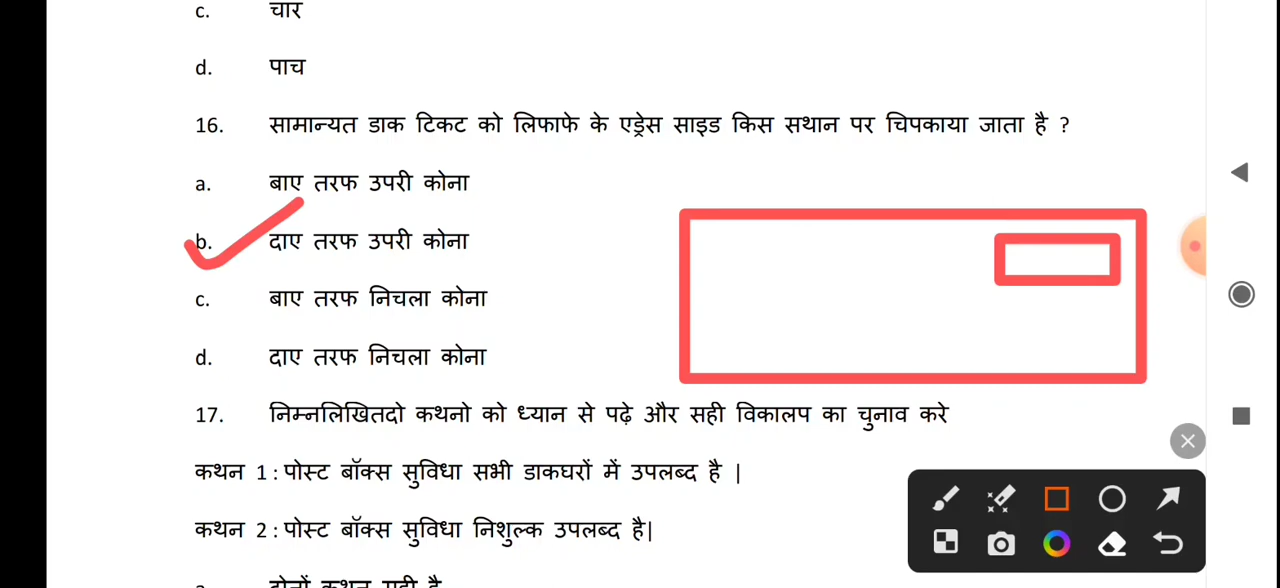 c. चार
d. पाच
16. सामान्यत डाक टिकट को लिफाफे के एड्रेस साइड किस सथान पर चिपकाया जाता है ?
a. बाए तरफ उपरी कोना
b. दाए तरफ उपरी कोना
c. बाए तरफ निचला कोना
d. दाए तरफ निचला कोना
17. निम्नलिखितदो कथनो को ध्यान से पढ़े और सही विकालप का चुनाव करे
कथन 1 : पोस्ट बॉक्स सुविधा सभी डाकघरों में उपलब्द है |
कथन 2 : पोस्ट बॉक्स सुविधा निशुल्क उपलब्द है|